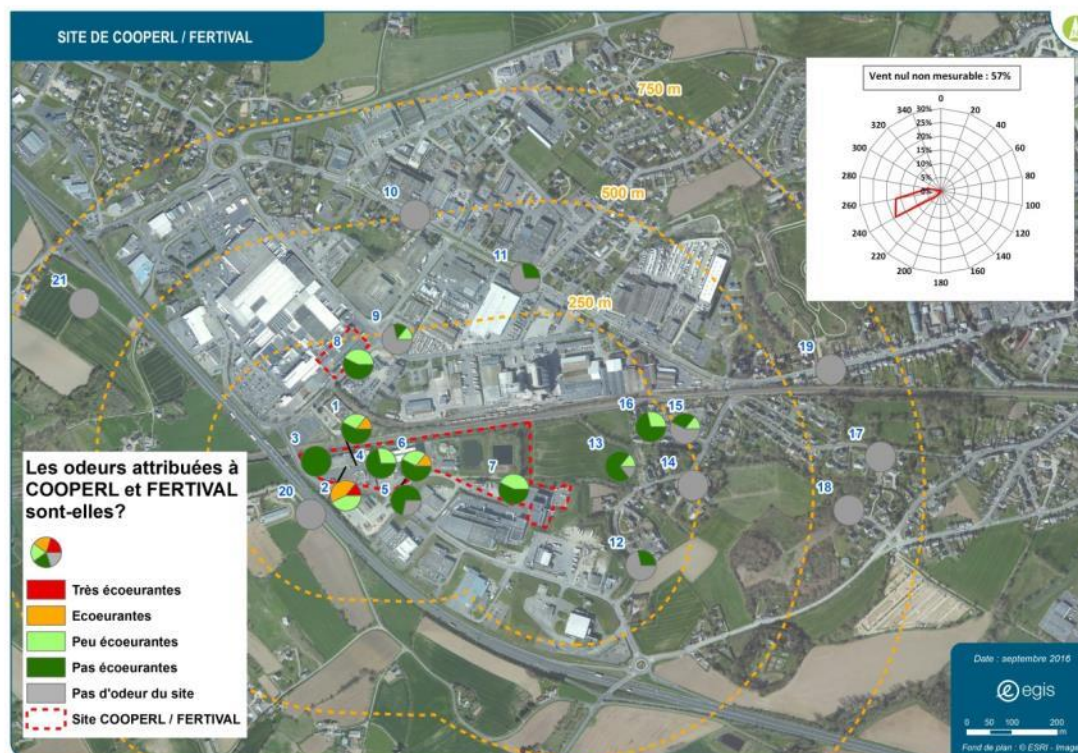 SITE DE COOPERL / FERTIVAL
750 m
500 m
250 m
Vent nul non mesurable : 57%
0
20
40
60
80
100
120
140
160
180
200
220
240
260
280
300
320
340
30%
25%
20%
15%
10%
5%
0%
10
11
21
9
8
19
1
16
15
3
4
6
13
17
7
14
2
5
20
18
12
Les odeurs attribuées à
COOPERL et FERTIVAL
sont-elles?
Très écoeurantes
Ecoeurantes
Peu écoeurantes
Pas écoeurantes
Pas d'odeur du site
Site COOPERL / FERTIVAL
Date : septembre 2016
egis
0 50 100 200
m
Fond de plan : © ESRI - Image